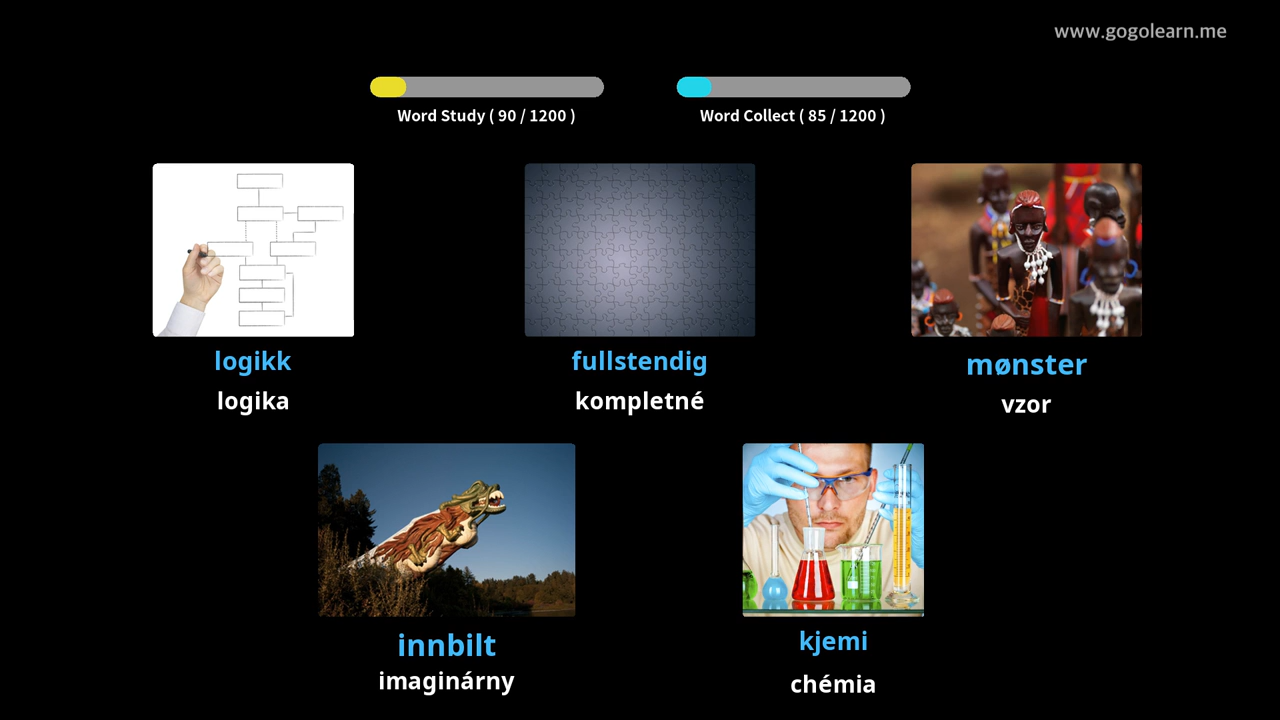 www.gogolearn.me
Word Study ( 90 / 1200 )
Word Collect ( 85 / 1200 )
logikk
logika
fullstendig
kompletné
mønster
vzor
innbilt
imaginárny
kjemi
chémia